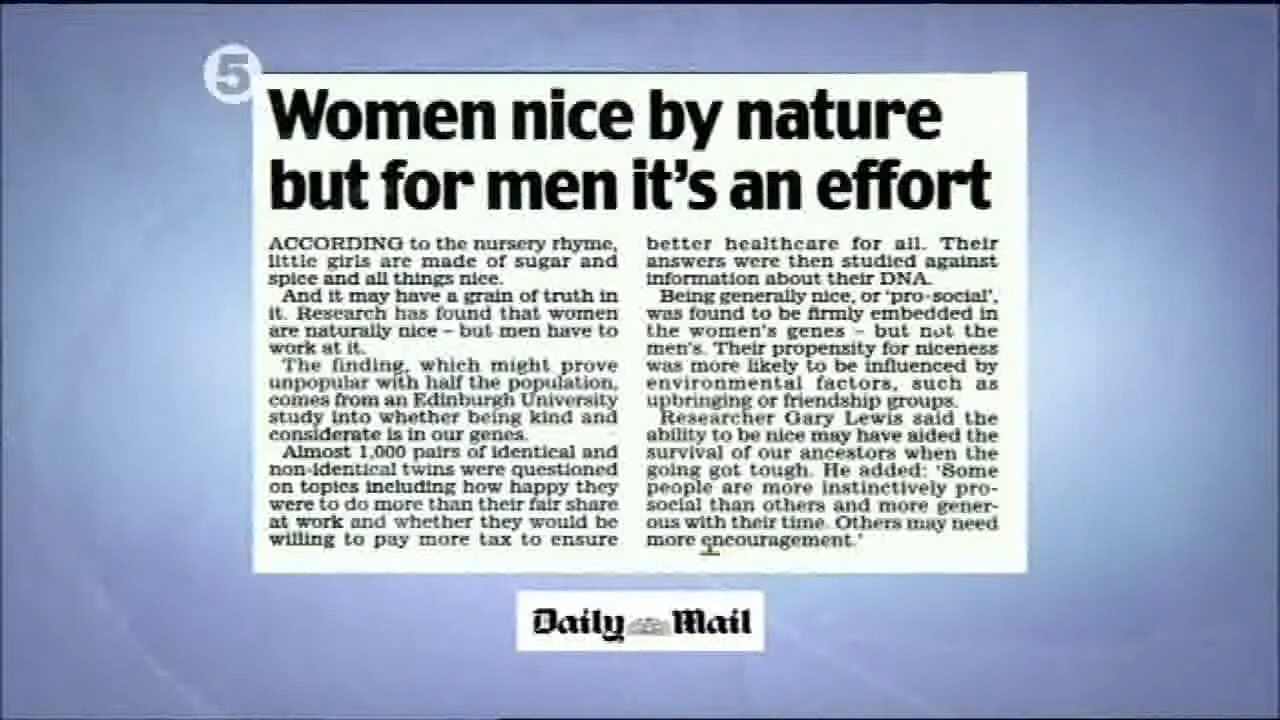 5
Women nice by nature
but for men it's an effort
ACCORDING to the nursery rhyme,
little girls are made of sugar and
spice and all things nice.
And it may have a grain of truth in
it. Research has found that women
are naturally nice – but men have to
work at it.
The finding, which might prove
unpopular with half the population,
comes from an Edinburgh University
study into whether being kind and
considerate is in our genes.
Almost 1,000 pairs of identical and
non-identical twins were questioned
on topics including how happy they
were to do more than their fair share
at work and whether they would be
willing to pay more tax to ensure
better healthcare for all. Their
answers were then studied against
information about their DNA.
Being generally nice, or 'pro-social',
was found to be firmly embedded in
the women's genes – but not the
men's. Their propensity for niceness
was more likely to be influenced by
environmental factors, such as
upbringing or friendship groups.
Researcher Gary Lewis said the
ability to be nice may have aided the
survival of our ancestors when the
going got tough. He added: 'Some
people are more instinctively pro-
social than others and more gener-
ous with their time. Others may need
more encouragement.'
Daily Mail